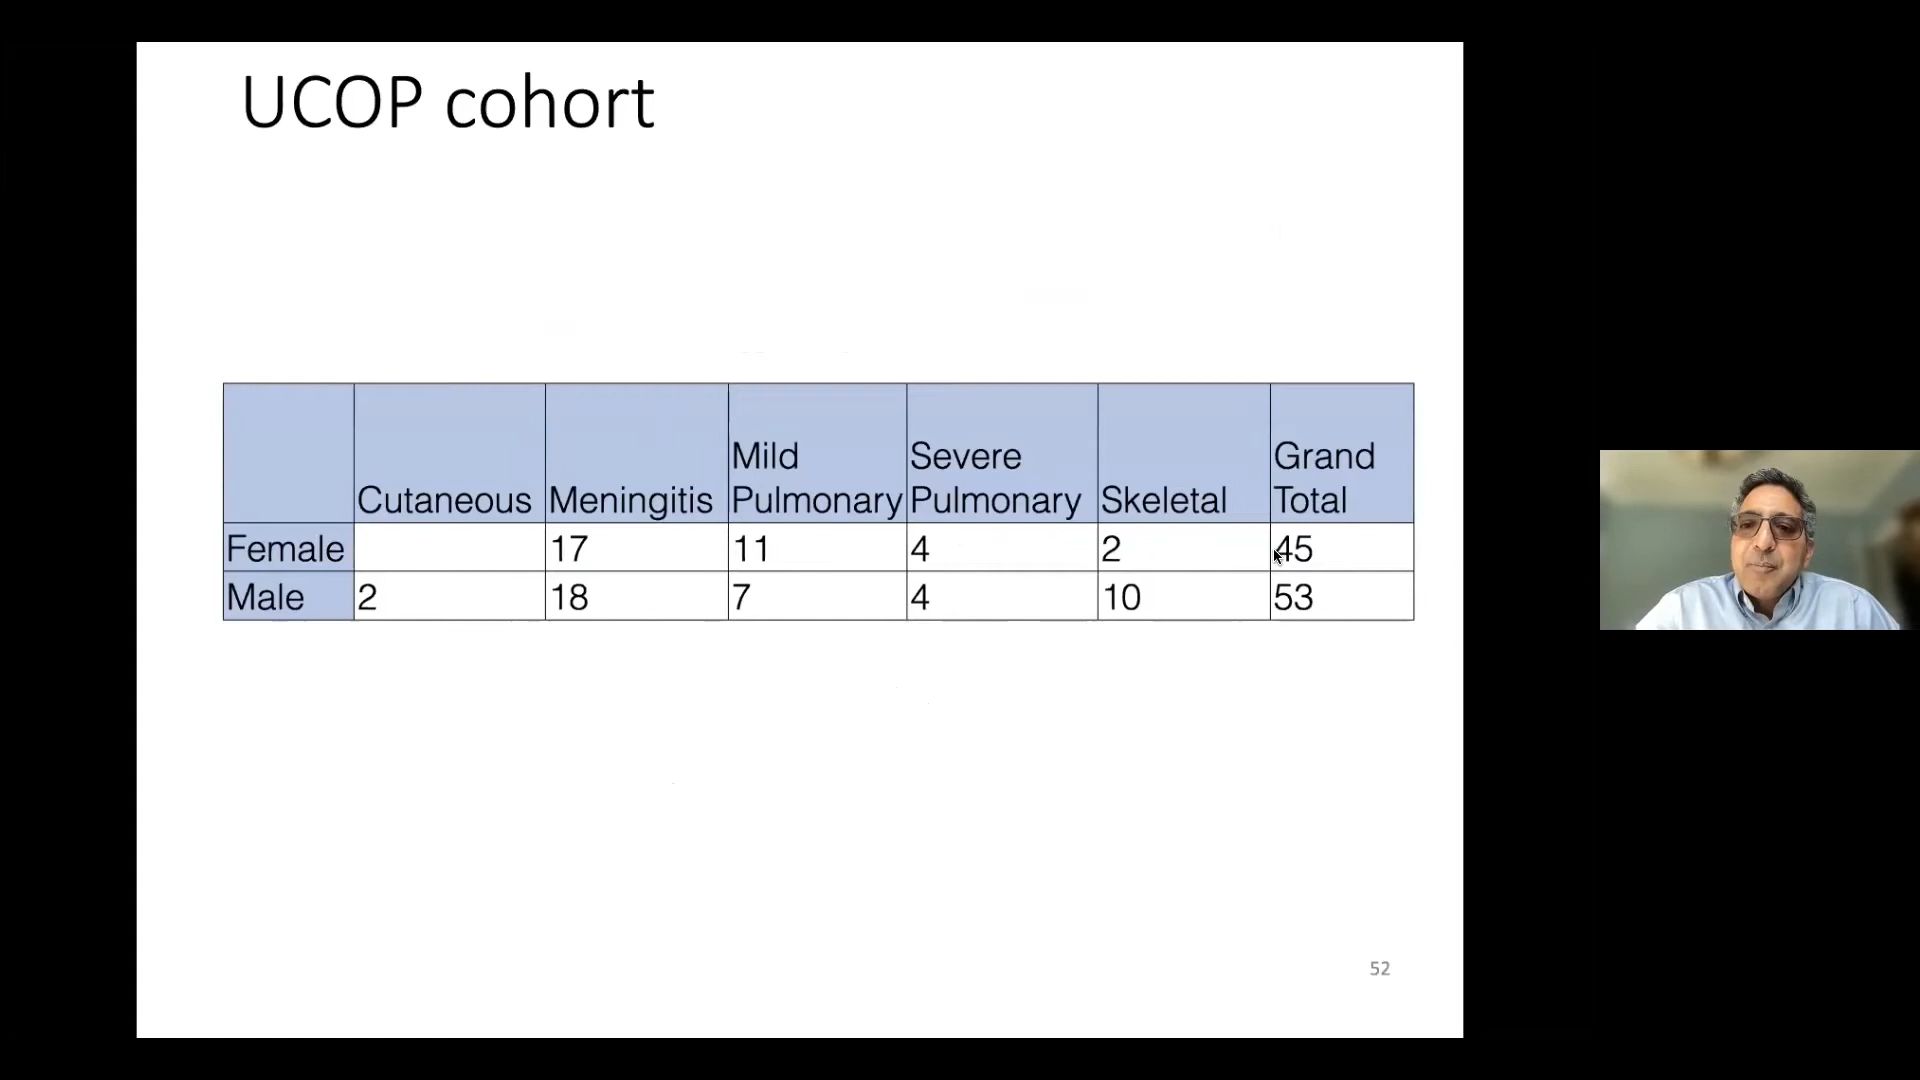 UCOP cohort
Cutaneous Meningitis Mild Pulmonary Severe Pulmonary Skeletal Grand Total
Female 17 11 4 2 45
Male 2 18 7 4 10 53
52